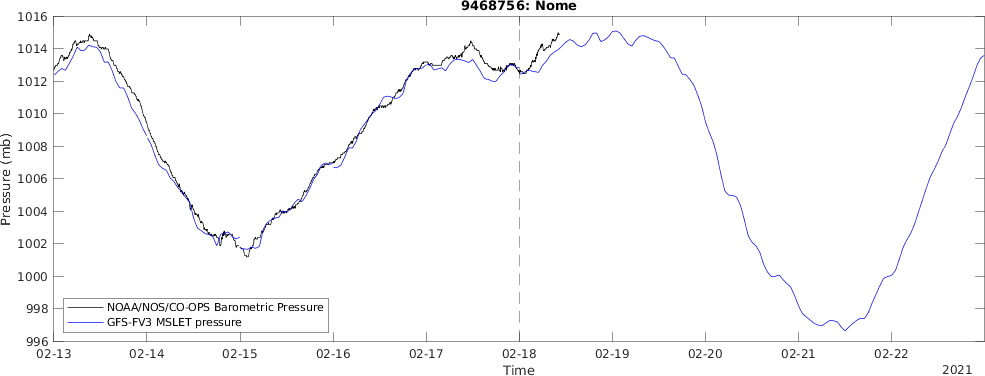 9468756: Nome
1016
1014
1012
1010
1008
1006
1004
1002
1000
998
996
Pressure (mb)
NOAA/NOS/CO-OPS Barometric Pressure
GFS-FV3 MSLET pressure
02-13 02-14 02-15 02-16 02-17 02-18 02-19 02-20 02-21 02-22
Time
2021